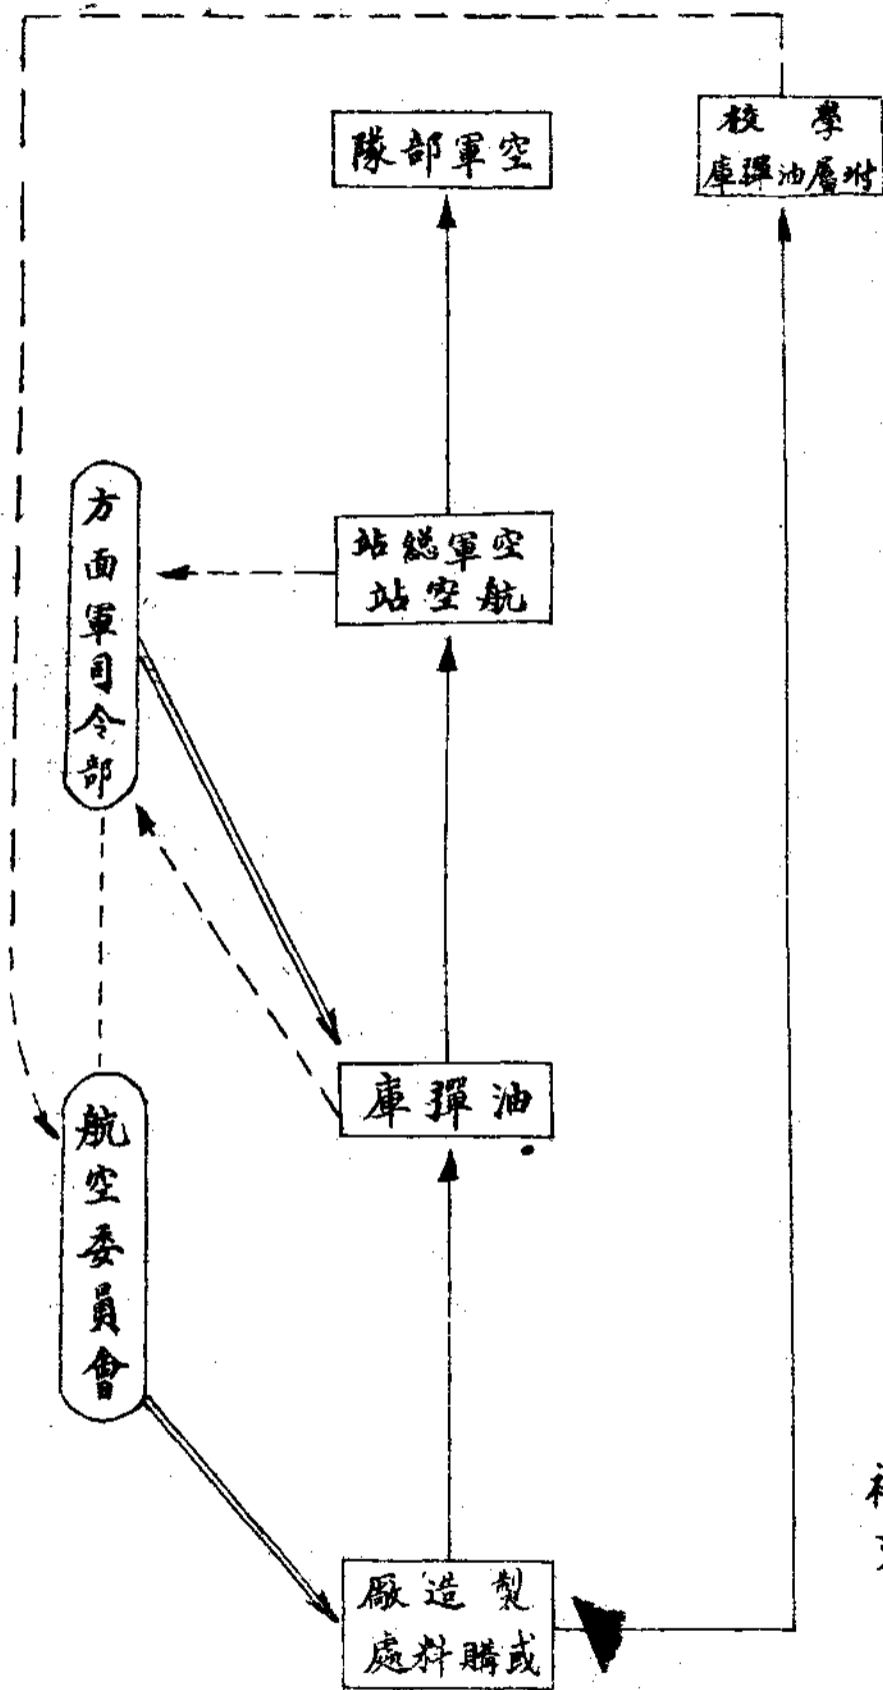 學校
附屬油彈庫
空軍部隊
空軍總站
航空站
方面軍司令部
油彈庫
航空委員會
製造廠
或購料處